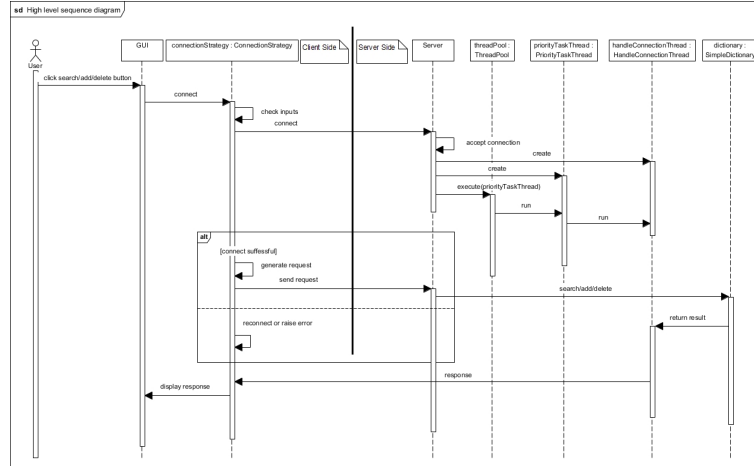 sd High level sequence diagram
User
GUI
connectionStrategy : ConnectionStrategy
Client Side
Server Side
Server
threadPool :
ThreadPool
priorityTaskThread :
PriorityTaskThread
handleConnectionThread :
HandleConnectionThread
dictionary :
SimpleDictionary
click search/add/delete button
connect
check inputs
connect
accept connection
create
create
execute(priorityTaskThread)
run
run
alt
[connect suffessful]
generate request
send request
search/add/delete
return result
reconnect or raise error
response
display response